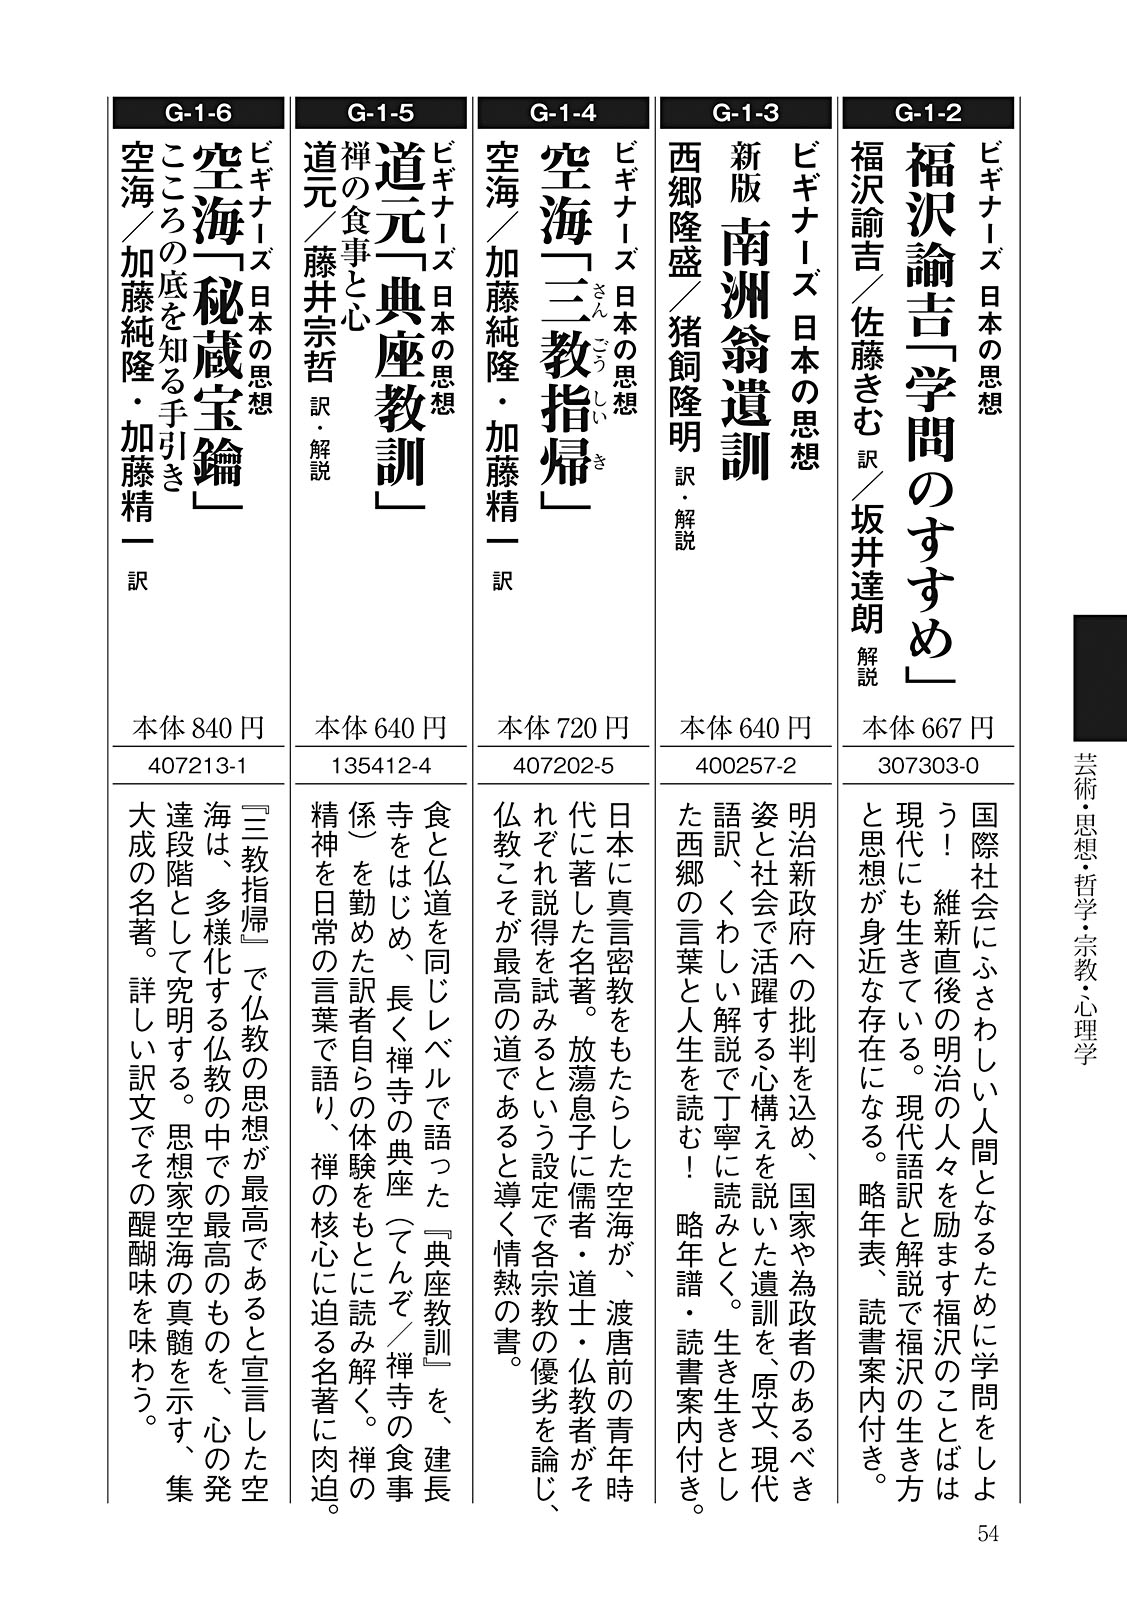 芸術・思想・哲学・宗教・心理学
G-1-2
ビギナーズ 日本の思想
福沢諭吉「学問のすすめ」
福沢諭吉／佐藤きむ 訳／坂井達朗 解説
本体 667 円
307303-0
国際社会にふさわしい人間となるために学問をしよ
う！　維新直後の明治の人々を励ます福沢のことばは
現代にも生きている。現代語訳と解説で福沢の生き方
と思想が身近な存在になる。略年表、読書案内付き。
G-1-3
ビギナーズ 日本の思想
新版 南洲翁遺訓
西郷隆盛／猪飼隆明 訳・解説
本体 640 円
400257-2
明治新政府への批判を込め、国家や為政者のあるべき
姿と社会で活躍する心構えを説いた遺訓を、原文、現代
語訳、くわしい解説で丁寧に読みとく。生き生きとし
た西郷の言葉と人生を読む！　略年譜・読書案内付き。
G-1-4
ビギナーズ 日本の思想
空海「三教指帰」
さんごうしいき
空海／加藤純隆・加藤精一 訳
本体 720 円
407202-5
日本に真言密教をもたらした空海が、渡唐前の青年時
代に著した名著。放蕩息子に儒者・道士・仏教者がそ
れぞれ説得を試みるという設定で各宗教の優劣を論じ、
仏教こそが最高の道であると導く情熱の書。
G-1-5
ビギナーズ 日本の思想
道元「典座教訓」
禅の食事と心
道元／藤井宗哲 訳・解説
本体 640 円
135412-4
食と仏道を同じレベルで語った『典座教訓』を、建長
寺をはじめ、長く禅寺の典座（てんぞ／禅寺の食事
係）を勤めた訳者自らの体験をもとに読み解く。禅の
精神を日常の言葉で語り、禅の核心に迫る名著に肉迫。
G-1-6
ビギナーズ 日本の思想
空海「秘蔵宝鑰」
こころの底を知る手引き
空海／加藤純隆・加藤精一 訳
本体 840 円
407213-1
『三教指帰』で仏教の思想が最高であると宣言した空
海は、多様化する仏教の中での最高のものを、心の発
達段階として究明する。思想家空海の真髄を示す、集
大成の名著。詳しい訳文でその醍醐味を味わう。
54